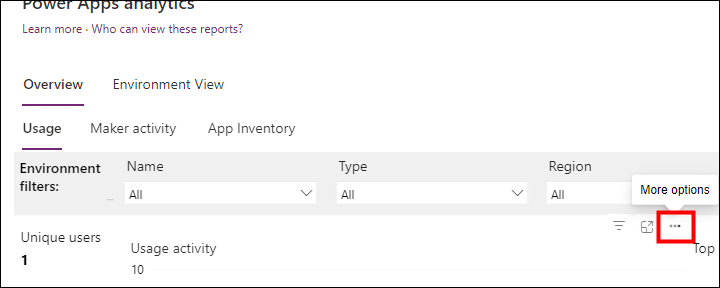 Power Apps analytics
Learn more · Who can view these reports?
Overview Environment View
Usage Maker activity App Inventory
Environment filters:
Name Type Region
All All All
More options
Unique users
1
Usage activity
Top
10